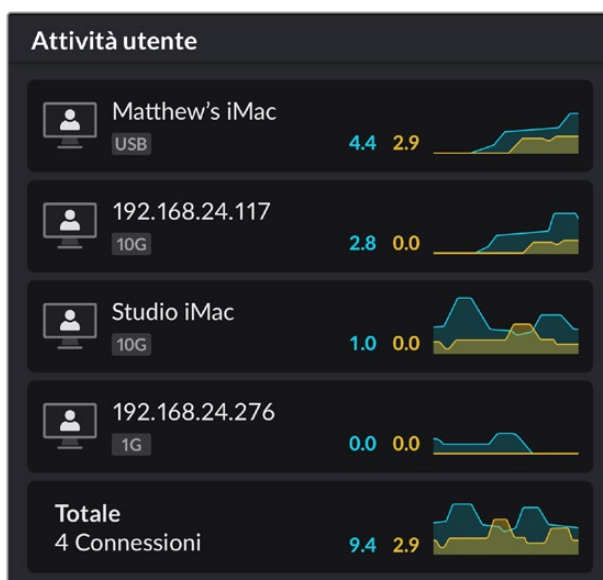 Attività utente
Matthew's iMac
USB
4.4 2.9
192.168.24.117
10G
2.8 0.0
Studio iMac
10G
1.0 0.0
192.168.24.276
1G
0.0 0.0
Totale
4 Connessioni
9.4 2.9